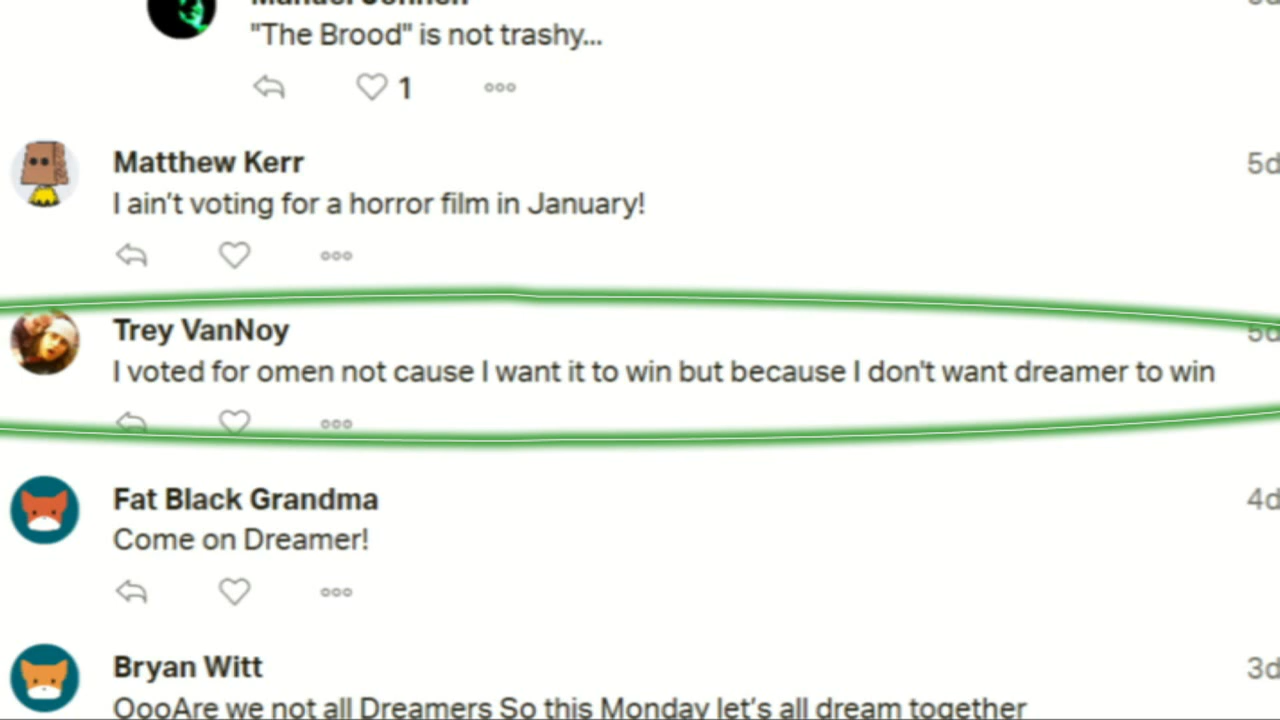 "The Brood" is not trashy...
1
Matthew Kerr
5d
I ain't voting for a horror film in January!
Trey VanNoy
5d
I voted for omen not cause I want it to win but because I don't want dreamer to win
Fat Black Grandma
4d
Come on Dreamer!
Bryan Witt
3d
OooAre we not all Dreamers So this Monday let's all dream together